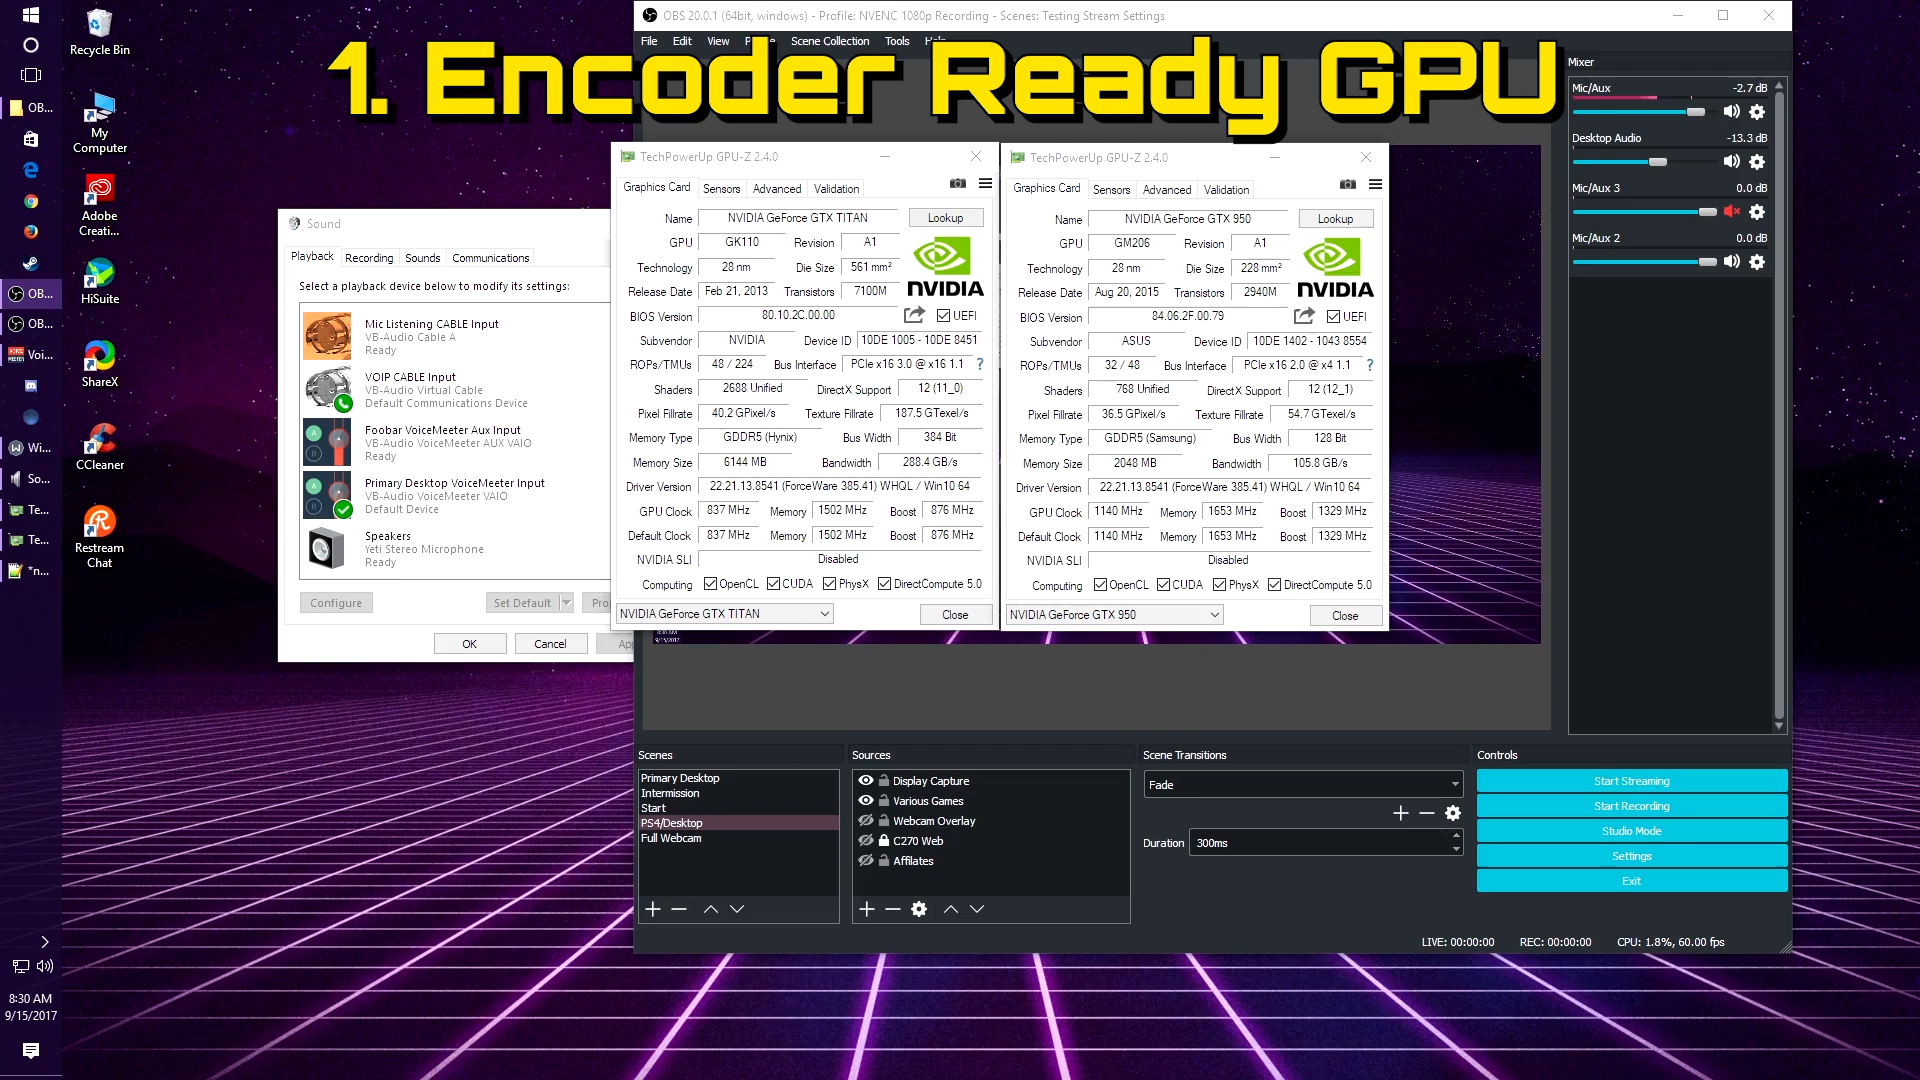 1. Encoder Ready GPU
Recycle Bin
My
Computer
Adobe
Creati...
HiSuite
ShareX
CCleaner
Restream
Chat
OB...
OB...
OB...
Voi...
Wi...
So...
Te...
Te...
*n...
8:30 AM
9/15/2017
Sound
Playback Recording Sounds Communications
Select a playback device below to modify its settings:
Mic Listening CABLE Input
VB-Audio Cable A
Ready
VOIP CABLE Input
VB-Audio Virtual Cable
Default Communications Device
Foobar VoiceMeeter Aux Input
VB-Audio VoiceMeeter AUX VAIO
Ready
Primary Desktop VoiceMeeter Input
VB-Audio VoiceMeeter VAIO
Default Device
Speakers
Yeti Stereo Microphone
Ready
Configure Set Default Pro
OK Cancel App
OBS 20.0.1 (64bit, windows) - Profile: NVENC 1080p Recording - Scenes: Testing Stream Settings
File Edit View Scene Collection Tools
TechPowerUp GPU-Z 2.4.0
Graphics Card Sensors Advanced Validation
Name NVIDIA GeForce GTX TITAN Lookup
GPU GK110 Revision A1
Technology 28 nm Die Size 561 mm²
Release Date Feb 21, 2013 Transistors 7100M
NVIDIA
BIOS Version 80.10.2C.00.00 UEFI
Subvendor NVIDIA Device ID 10DE 1005 - 10DE 8451
ROPs/TMUs 48 / 224 Bus Interface PCIe x16 3.0 @ x16 1.1 ?
Shaders 2688 Unified DirectX Support 12 (11_0)
Pixel Fillrate 40.2 GPixel/s Texture Fillrate 187.5 GTexel/s
Memory Type GDDR5 (Hynix) Bus Width 384 Bit
Memory Size 6144 MB Bandwidth 288.4 GB/s
Driver Version 22.21.13.8541 (ForceWare 385.41) WHQL / Win10 64
GPU Clock 837 MHz Memory 1502 MHz Boost 876 MHz
Default Clock 837 MHz Memory 1502 MHz Boost 876 MHz
NVIDIA SLI Disabled
Computing OpenCL CUDA PhysX DirectCompute 5.0
NVIDIA GeForce GTX TITAN Close
TechPowerUp GPU-Z 2.4.0
Graphics Card Sensors Advanced Validation
Name NVIDIA GeForce GTX 950 Lookup
GPU GM206 Revision A1
Technology 28 nm Die Size 228 mm²
Release Date Aug 20, 2015 Transistors 2940M
NVIDIA
BIOS Version 84.06.2F.00.79 UEFI
Subvendor ASUS Device ID 10DE 1402 - 1043 8554
ROPs/TMUs 32 / 48 Bus Interface PCIe x16 2.0 @ x4 1.1 ?
Shaders 768 Unified DirectX Support 12 (12_1)
Pixel Fillrate 36.5 GPixel/s Texture Fillrate 54.7 GTexel/s
Memory Type GDDR5 (Samsung) Bus Width 128 Bit
Memory Size 2048 MB Bandwidth 105.8 GB/s
Driver Version 22.21.13.8541 (ForceWare 385.41) WHQL / Win10 64
GPU Clock 1140 MHz Memory 1653 MHz Boost 1329 MHz
Default Clock 1140 MHz Memory 1653 MHz Boost 1329 MHz
NVIDIA SLI Disabled
Computing OpenCL CUDA PhysX DirectCompute 5.0
NVIDIA GeForce GTX 950 Close
8:30 AM
9/15/2017
Mixer
Mic/Aux -2.7 dB
Desktop Audio -13.3 dB
Mic/Aux 3 0.0 dB
Mic/Aux 2 0.0 dB
Scenes
Primary Desktop
Intermission
Start
PS4/Desktop
Full Webcam
Sources
Display Capture
Various Games
Webcam Overlay
C270 Web
Affilates
Scene Transitions
Fade
Duration 300ms
Controls
Start Streaming
Start Recording
Studio Mode
Settings
Exit
LIVE: 00:00:00 REC: 00:00:00 CPU: 1.8%, 60.00 fps